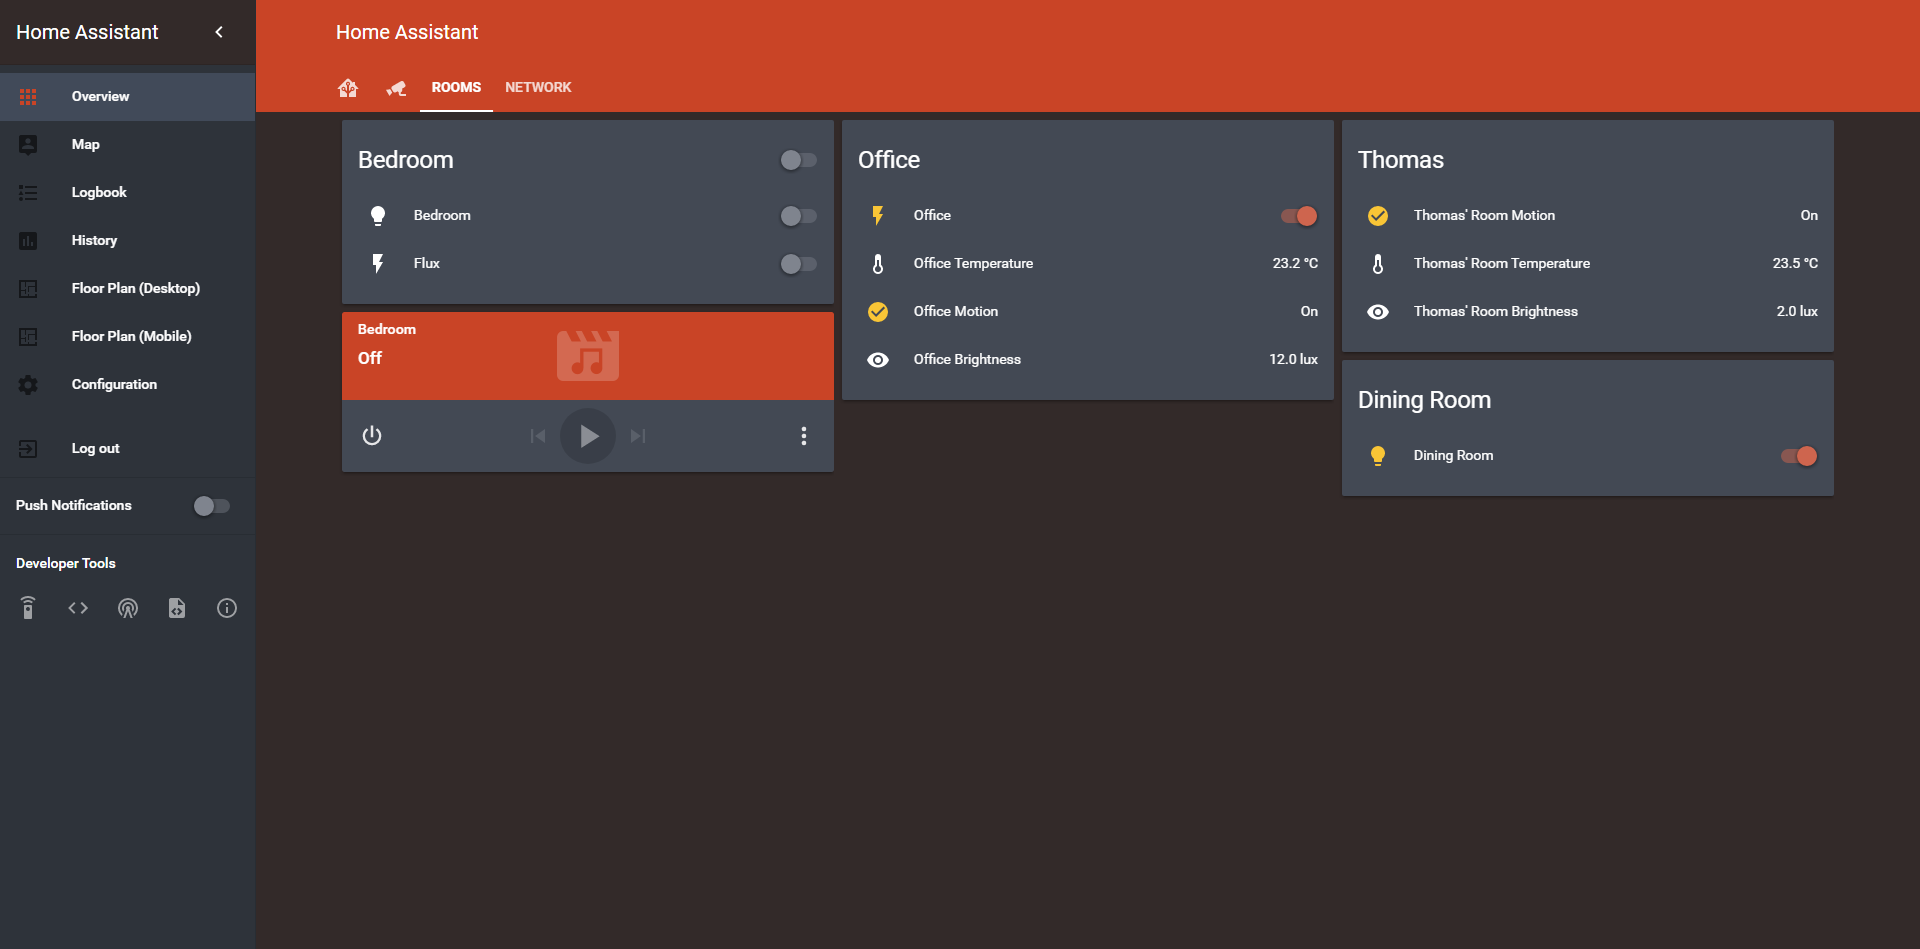 Home Assistant
Overview
Map
Logbook
History
Floor Plan (Desktop)
Floor Plan (Mobile)
Configuration
Log out
Push Notifications
Developer Tools
Home Assistant
ROOMS NETWORK
Bedroom
Bedroom
Flux
Bedroom
Off
Office
Office
Office Temperature 23.2 °C
Office Motion On
Office Brightness 12.0 lux
Thomas
Thomas' Room Motion On
Thomas' Room Temperature 23.5 °C
Thomas' Room Brightness 2.0 lux
Dining Room
Dining Room